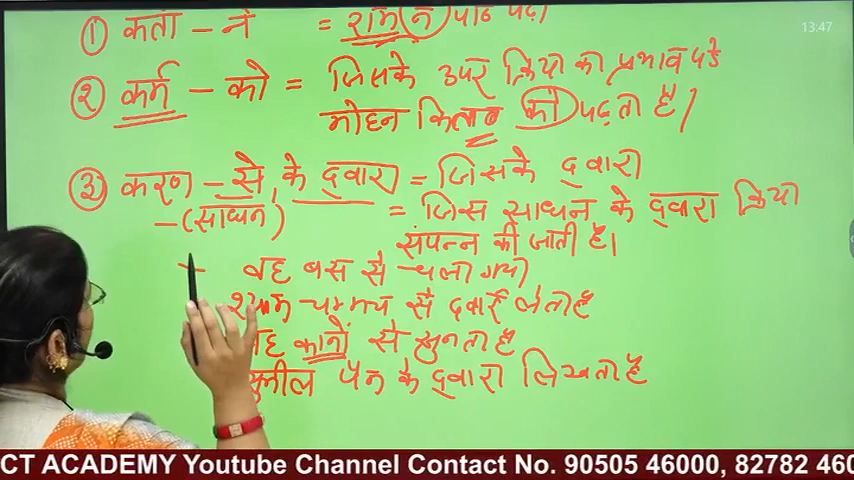 13:47
① कर्ता - ने = राम (ने) पाठ पढ़ा
② कर्म - को = जिसके उपर क्रिया का प्रभाव पड़े
मोहन किताब को पढ़ता है।
③ करण - से, के द्वारा = जिसके द्वारा
- (साधन) = जिस साधन के द्वारा क्रिया
संपन्न की जाती है।
- वह बस से चला गया
श्याम चम्मच से दवाई लेता है
वह कानों से सुनता है
सुनील पैन के द्वारा लिखता है
CT ACADEMY Youtube Channel Contact No. 90505 46000, 82782 460